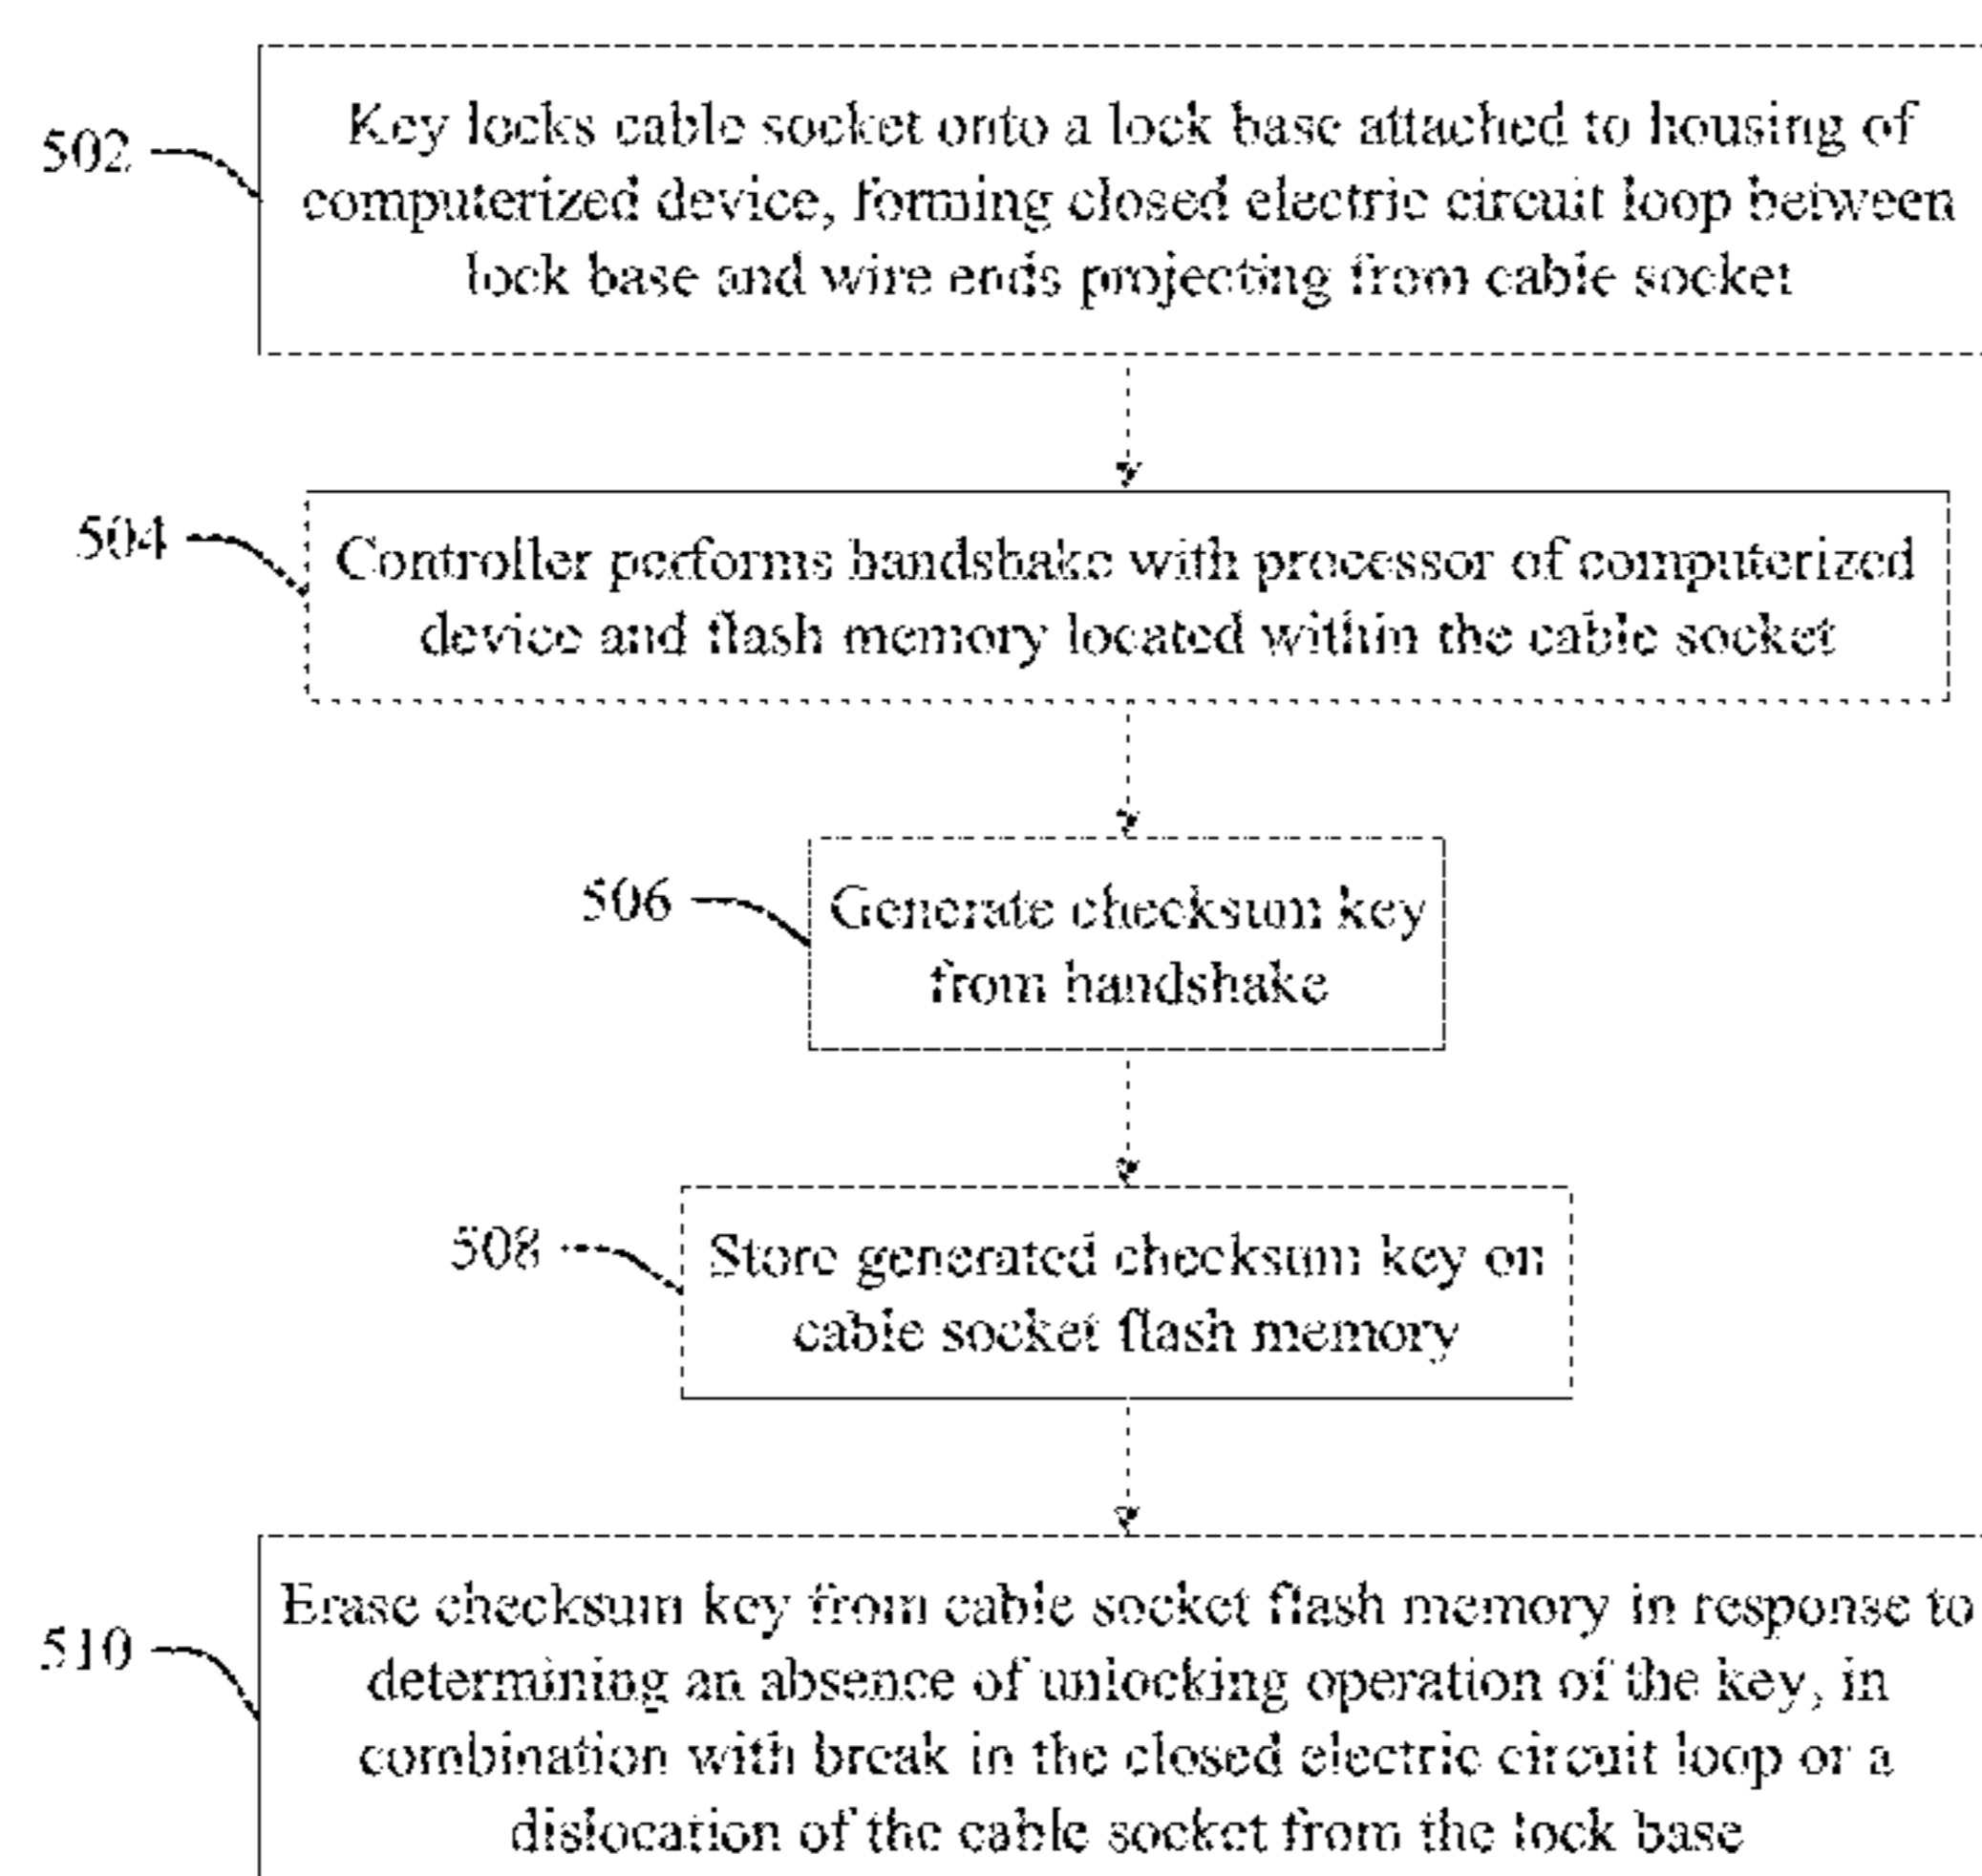 502
Key locks cable socket onto a lock base attached to housing of
computerized device, forming closed electric circuit loop between
lock base and wire ends projecting from cable socket
504
Controller performs handshake with processor of computerized
device and flash memory located within the cable socket
506
Generate checksum key
from handshake
508
Store generated checksum key on
cable socket flash memory
510
Erase checksum key from cable socket flash memory in response to
determining an absence of unlocking operation of the key, in
combination with break in the closed electric circuit loop or a
dislocation of the cable socket from the lock base